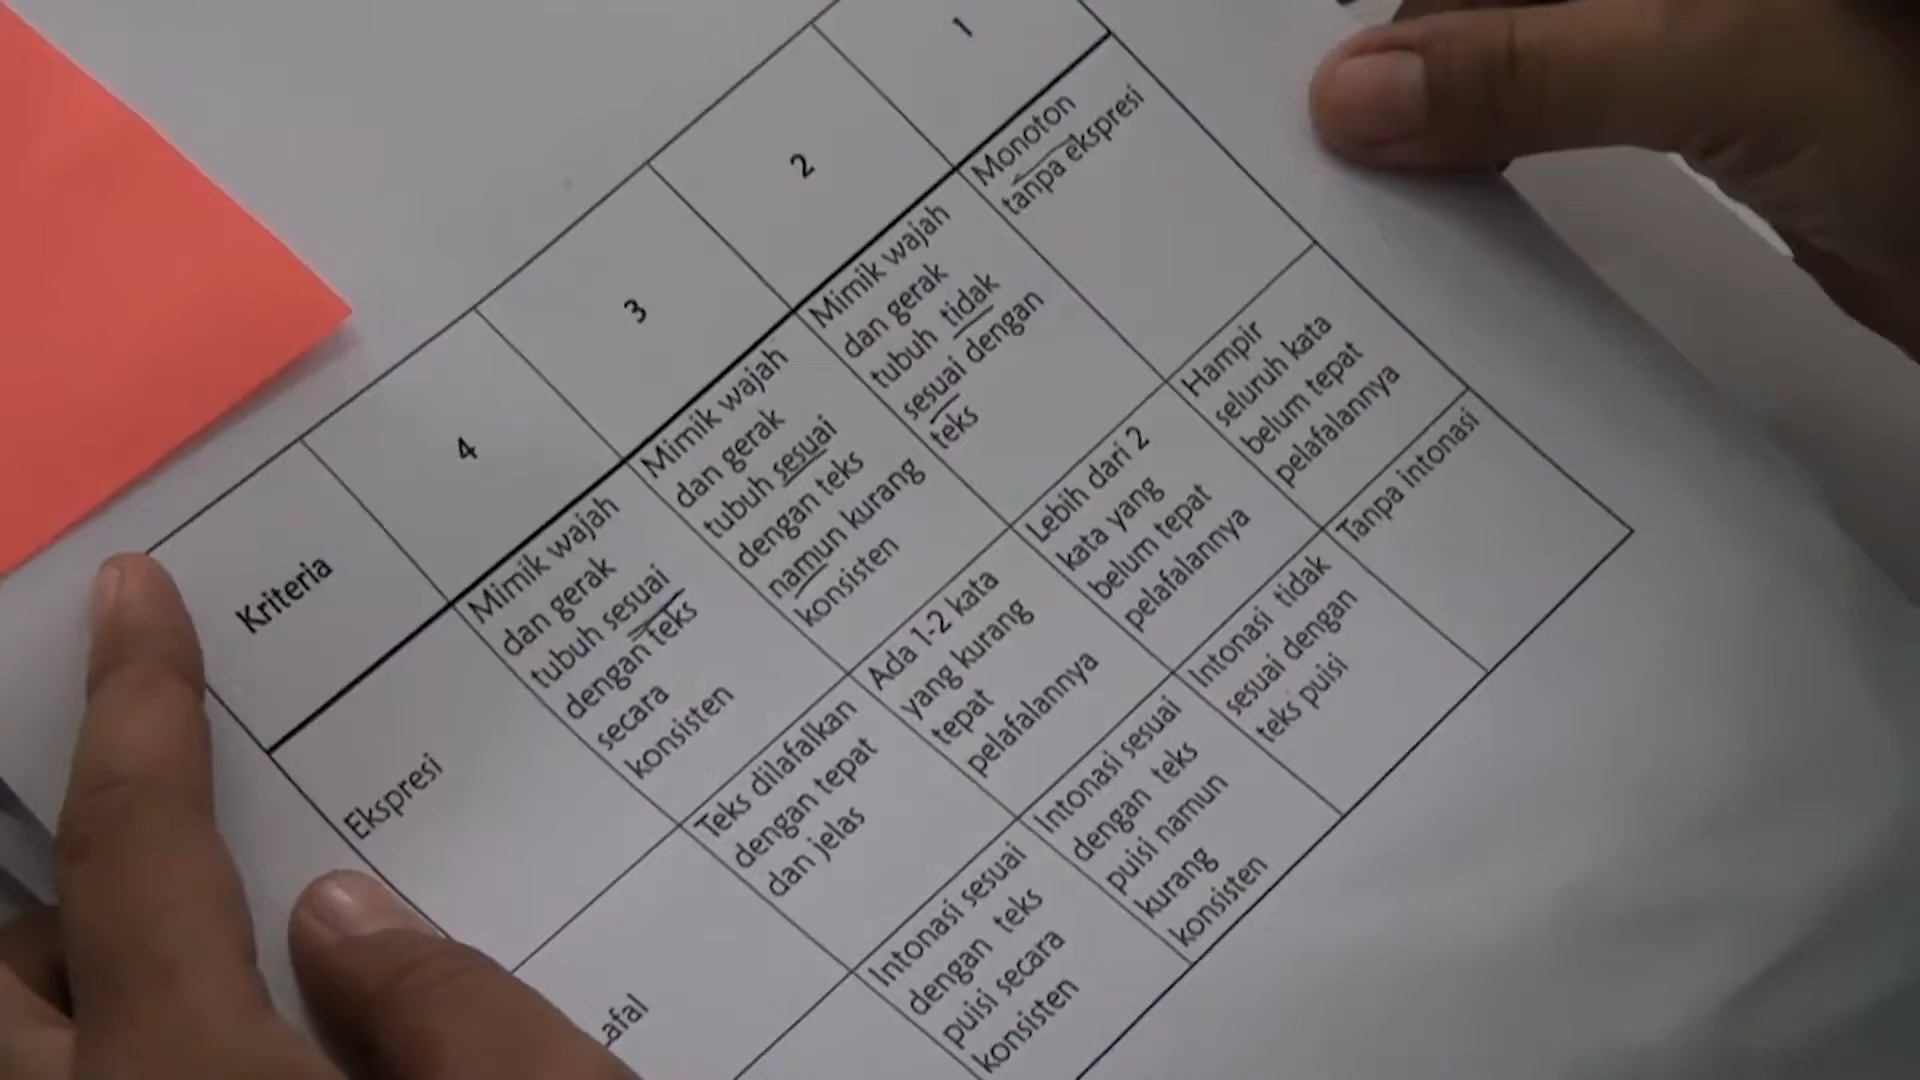 Kriteria
4
3
2
1
Ekspresi
Mimik wajah
dan gerak
tubuh sesuai
dengan teks
secara
konsisten
Mimik wajah
dan gerak
tubuh sesuai
dengan teks
namun kurang
konsisten
Mimik wajah
dan gerak
tubuh tidak
sesuai dengan
teks
Monoton
tanpa ekspresi
afal
Teks dilafalkan
dengan tepat
dan jelas
Ada 1-2 kata
yang kurang
tepat
pelafalannya
Lebih dari 2
kata yang
belum tepat
pelafalannya
Hampir
seluruh kata
belum tepat
pelafalannya
Intonasi sesuai
dengan teks
puisi secara
konsisten
Intonasi sesuai
dengan teks
puisi namun
kurang
konsisten
Intonasi tidak
sesuai dengan
teks puisi
Tanpa intonasi